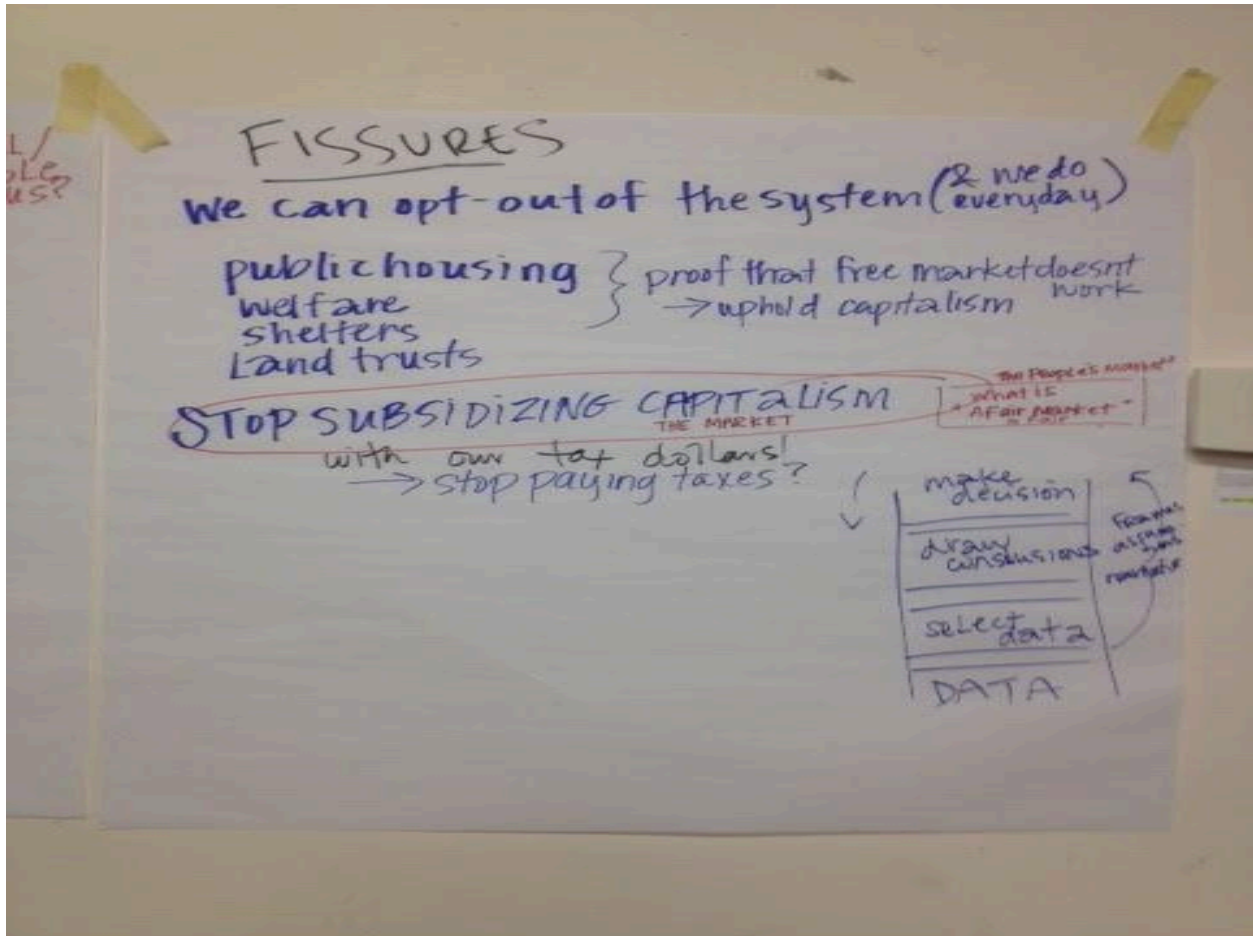 FISSURES
we can opt-out of the system (& we do
everyday)
public housing } proof that free market doesnt
work
welfare → uphold capitalism
shelters
Land trusts
The People's Market
STOP SUBSIDIZING CAPITALISM
THE MARKET
what is
"A Fair Market"
with our tax dollars!
→ stop paying taxes?
make
decision
draw
select
data
DATA